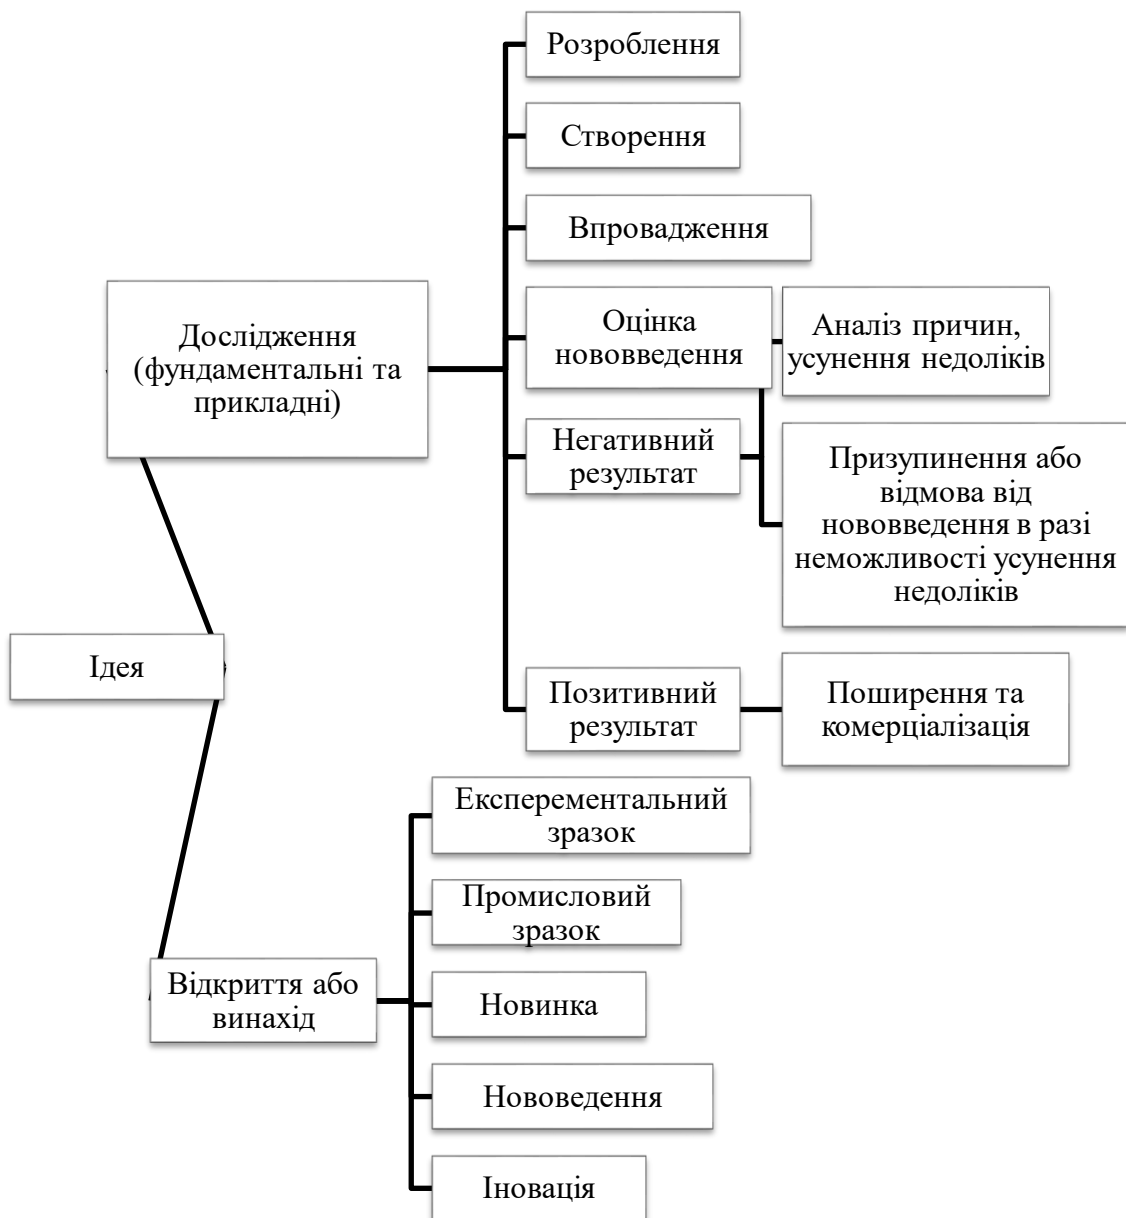 Розроблення
Створення
Впровадження
Дослідження
(фундаментальні та
прикладні)
Оцінка
нововведення
Аналіз причин,
усунення недоліків
Негативний
результат
Призупинення або
відмова від
нововведення в разі
неможливості усунення
недоліків
Ідея
Позитивний
результат
Поширення та
комерціалізація
Експерементальний
зразок
Промисловий
зразок
Відкриття або
винахід
Новинка
Нововедення
Іновація